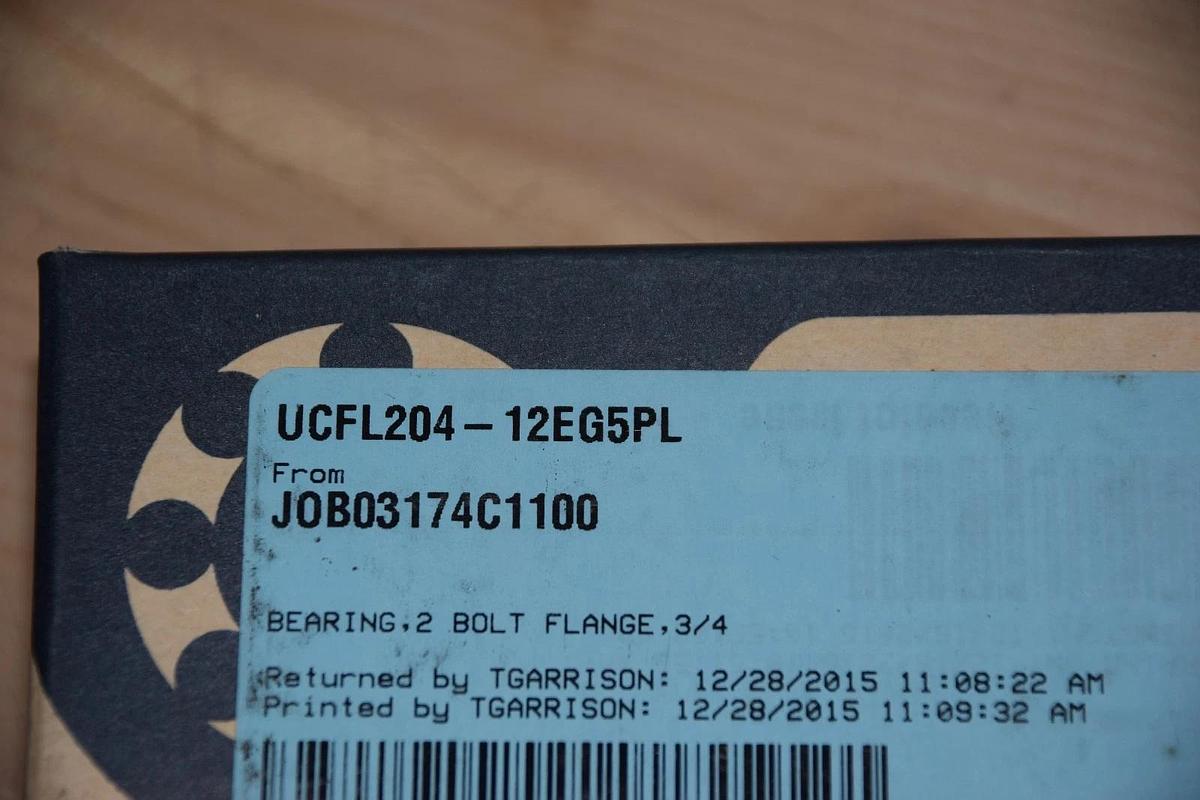 UCFL204-12EG5PL
From
JOB03174C1100
BEARING,2 BOLT FLANGE,3/4
Returned by TGARRISON: 12/28/2015 11:08:22 AM
Printed by TGARRISON: 12/28/2015 11:09:32 AM